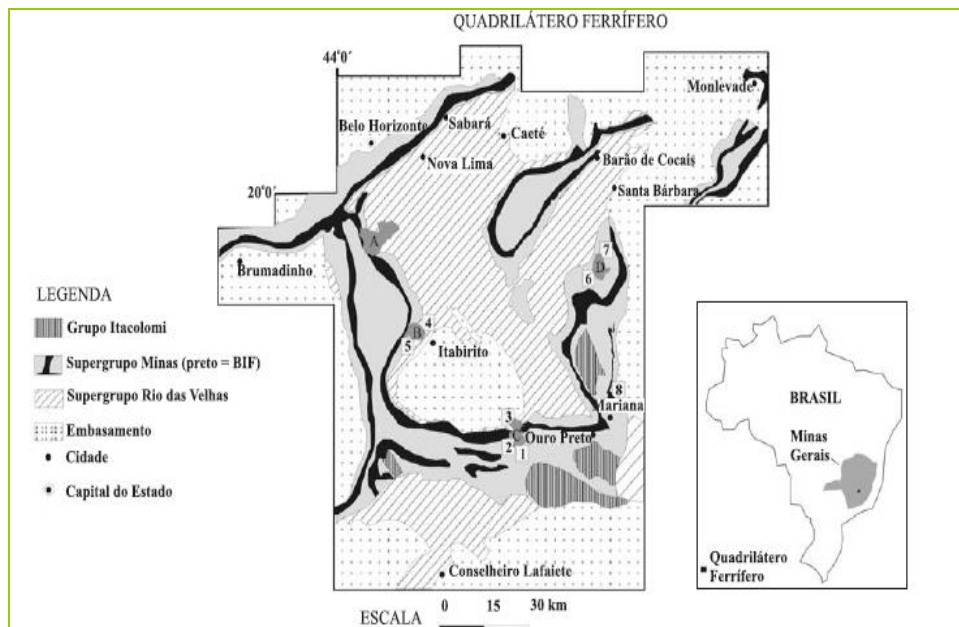 QUADRILÁTERO FERRÍFERO
44°0´
Monlevade
Belo Horizonte
Sabará
Caeté
Nova Lima
Barão de Cocais
20°0´
Santa Bárbara
A
7
D
6
Brumadinho
LEGENDA
Grupo Itacolomi
Supergrupo Minas (preto = BIF)
Supergrupo Rio das Velhas
Embasamento
Cidade
Capital do Estado
4
B
5
Itabirito
8
Mariana
3
C
Ouro Preto
2
1
Conselheiro Lafaiete
ESCALA
0 15 30 km
BRASIL
Minas
Gerais
Quadrilátero
Ferrífero